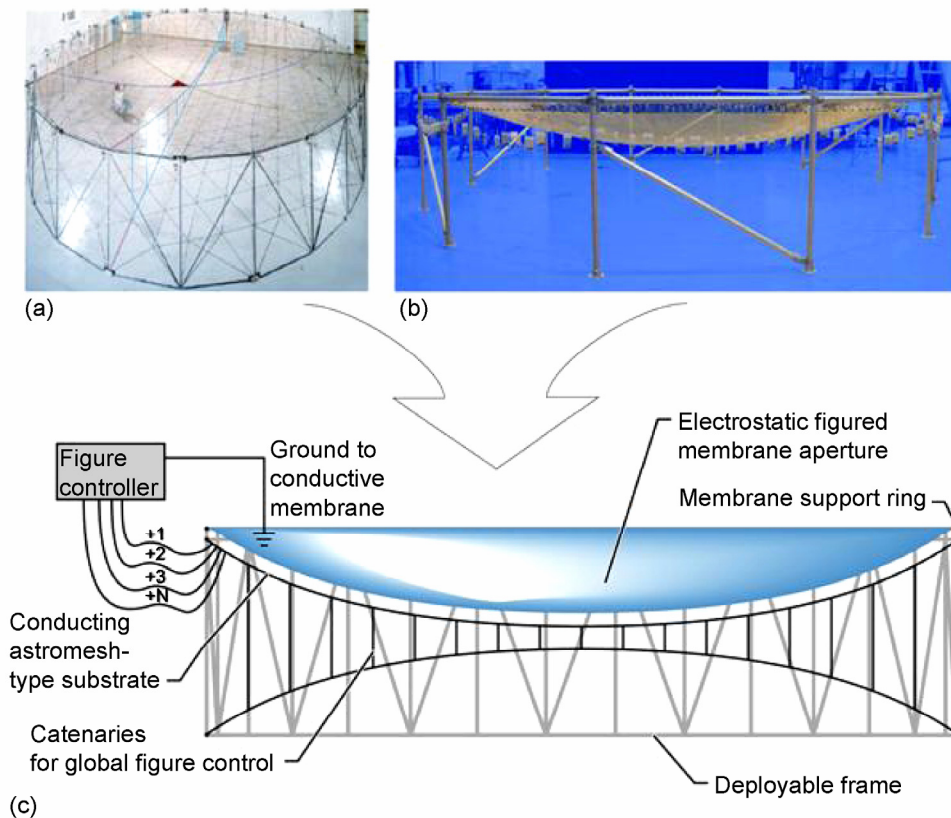 (a)
(b)
Figure
controller
Ground to
conductive
membrane
Electrostatic figured
membrane aperture
Membrane support ring
+1
+2
+3
+N
Conducting
astromesh-
type substrate
Catenaries
for global figure control
Deployable frame
(c)